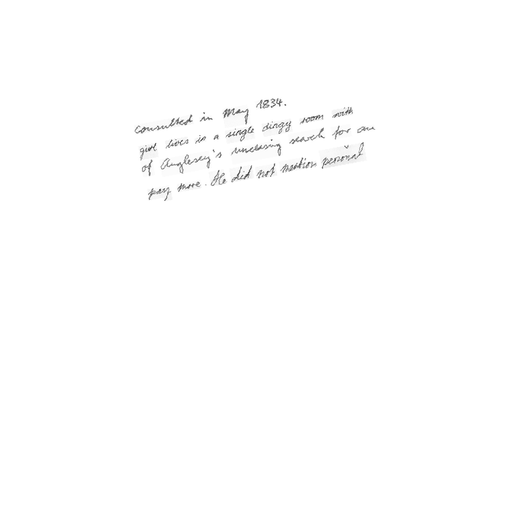 consulted in May 1834.
girl lives in a single dingy room with
of Anglesey's unceasing search for an
pay more. He did not mention personal